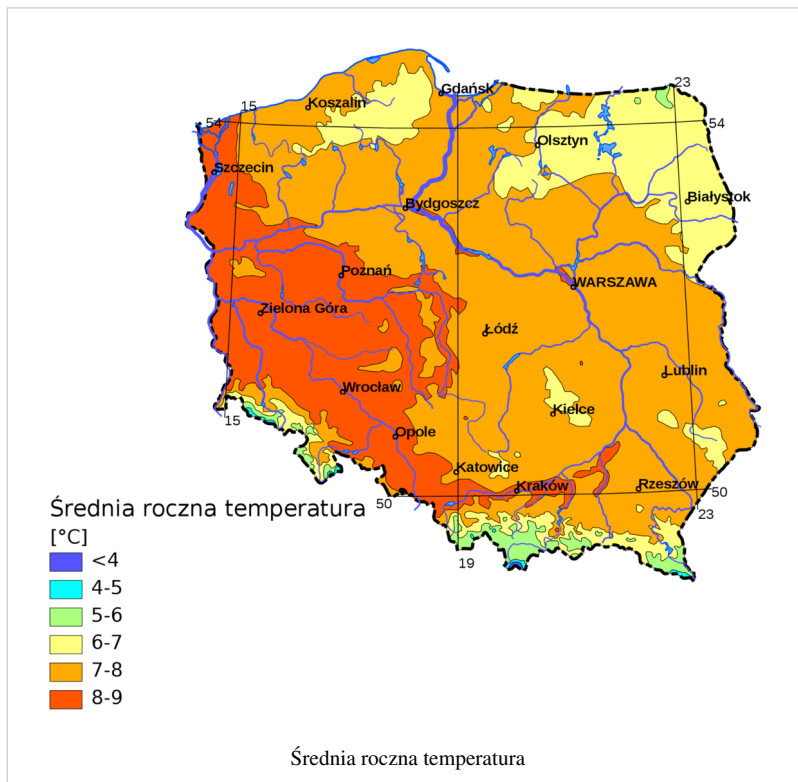 23
Gdańsk
15
Koszalin
54
54
Olsztyn
Szczecin
Białystok
Bydgoszcz
Poznań
WARSZAWA
Zielona Góra
Łódź
Lublin
Wrocław
Kielce
15
Opole
Katowice
Kraków
Rzeszów
50
50
23
19
Średnia roczna temperatura
[°C]
<4
4-5
5-6
6-7
7-8
8-9
Średnia roczna temperatura